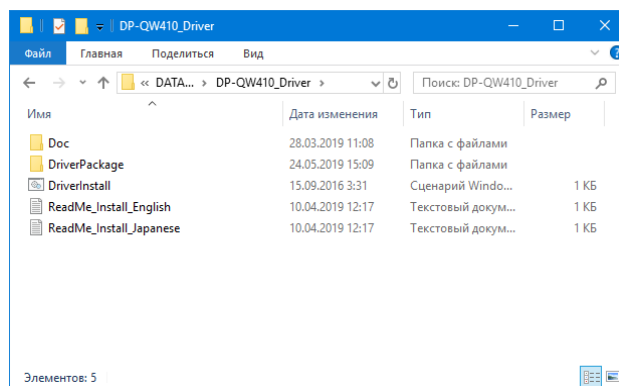 DP-QW410_Driver
Файл Главная Поделиться Вид
« DATA... › DP-QW410_Driver › Поиск: DP-QW410_Driver
Имя Дата изменения Тип Размер
Doc 28.03.2019 11:08 Папка с файлами
DriverPackage 24.05.2019 15:09 Папка с файлами
DriverInstall 15.09.2016 3:31 Сценарий Windo... 1 КБ
ReadMe_Install_English 10.04.2019 12:17 Текстовый докум... 1 КБ
ReadMe_Install_Japanese 10.04.2019 12:17 Текстовый докум... 1 КБ
Элементов: 5